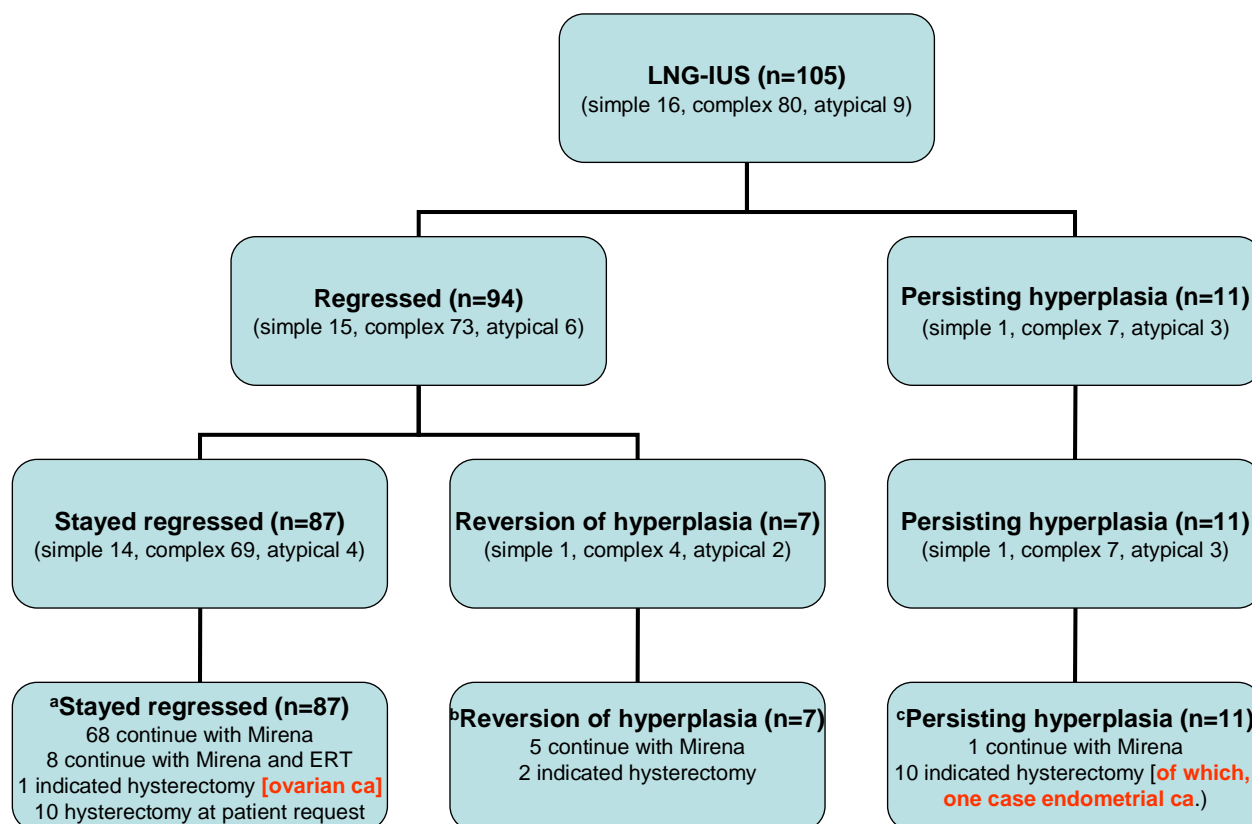 LNG-IUS (n=105)
(simple 16, complex 80, atypical 9)
Regressed (n=94)
(simple 15, complex 73, atypical 6)
Persisting hyperplasia (n=11)
(simple 1, complex 7, atypical 3)
Stayed regressed (n=87)
(simple 14, complex 69, atypical 4)
Reversion of hyperplasia (n=7)
(simple 1, complex 4, atypical 2)
Persisting hyperplasia (n=11)
(simple 1, complex 7, atypical 3)
ᵃStayed regressed (n=87)
68 continue with Mirena
8 continue with Mirena and ERT
1 indicated hysterectomy [ovarian ca]
10 hysterectomy at patient request
ᵇReversion of hyperplasia (n=7)
5 continue with Mirena
2 indicated hysterectomy
ᶜPersisting hyperplasia (n=11)
1 continue with Mirena
10 indicated hysterectomy [of which,
one case endometrial ca.)